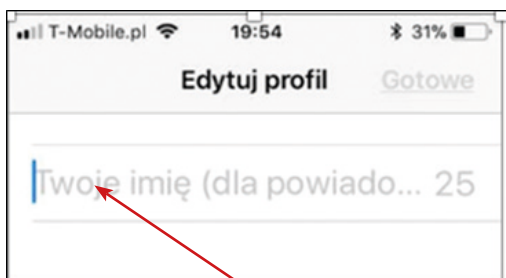 T-Mobile.pl 19:54 31%
Edytuj profil Gotowe
Twoje imię (dla powiado... 25